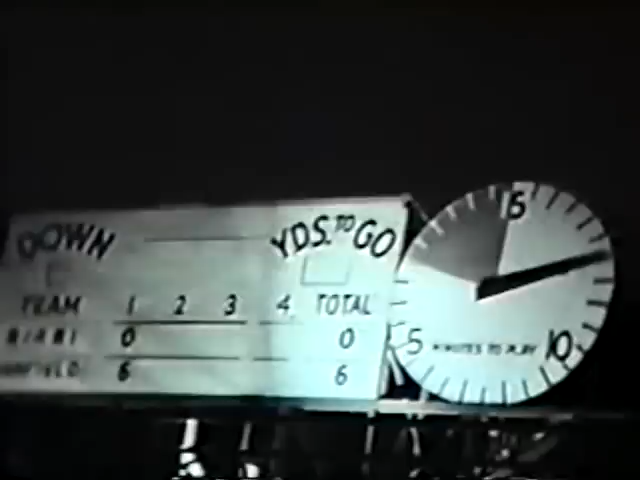 DOWN YDS. TO GO
TEAM 1 2 3 4 TOTAL
0 0
6 6
15
5 MINUTES TO PLAY 10